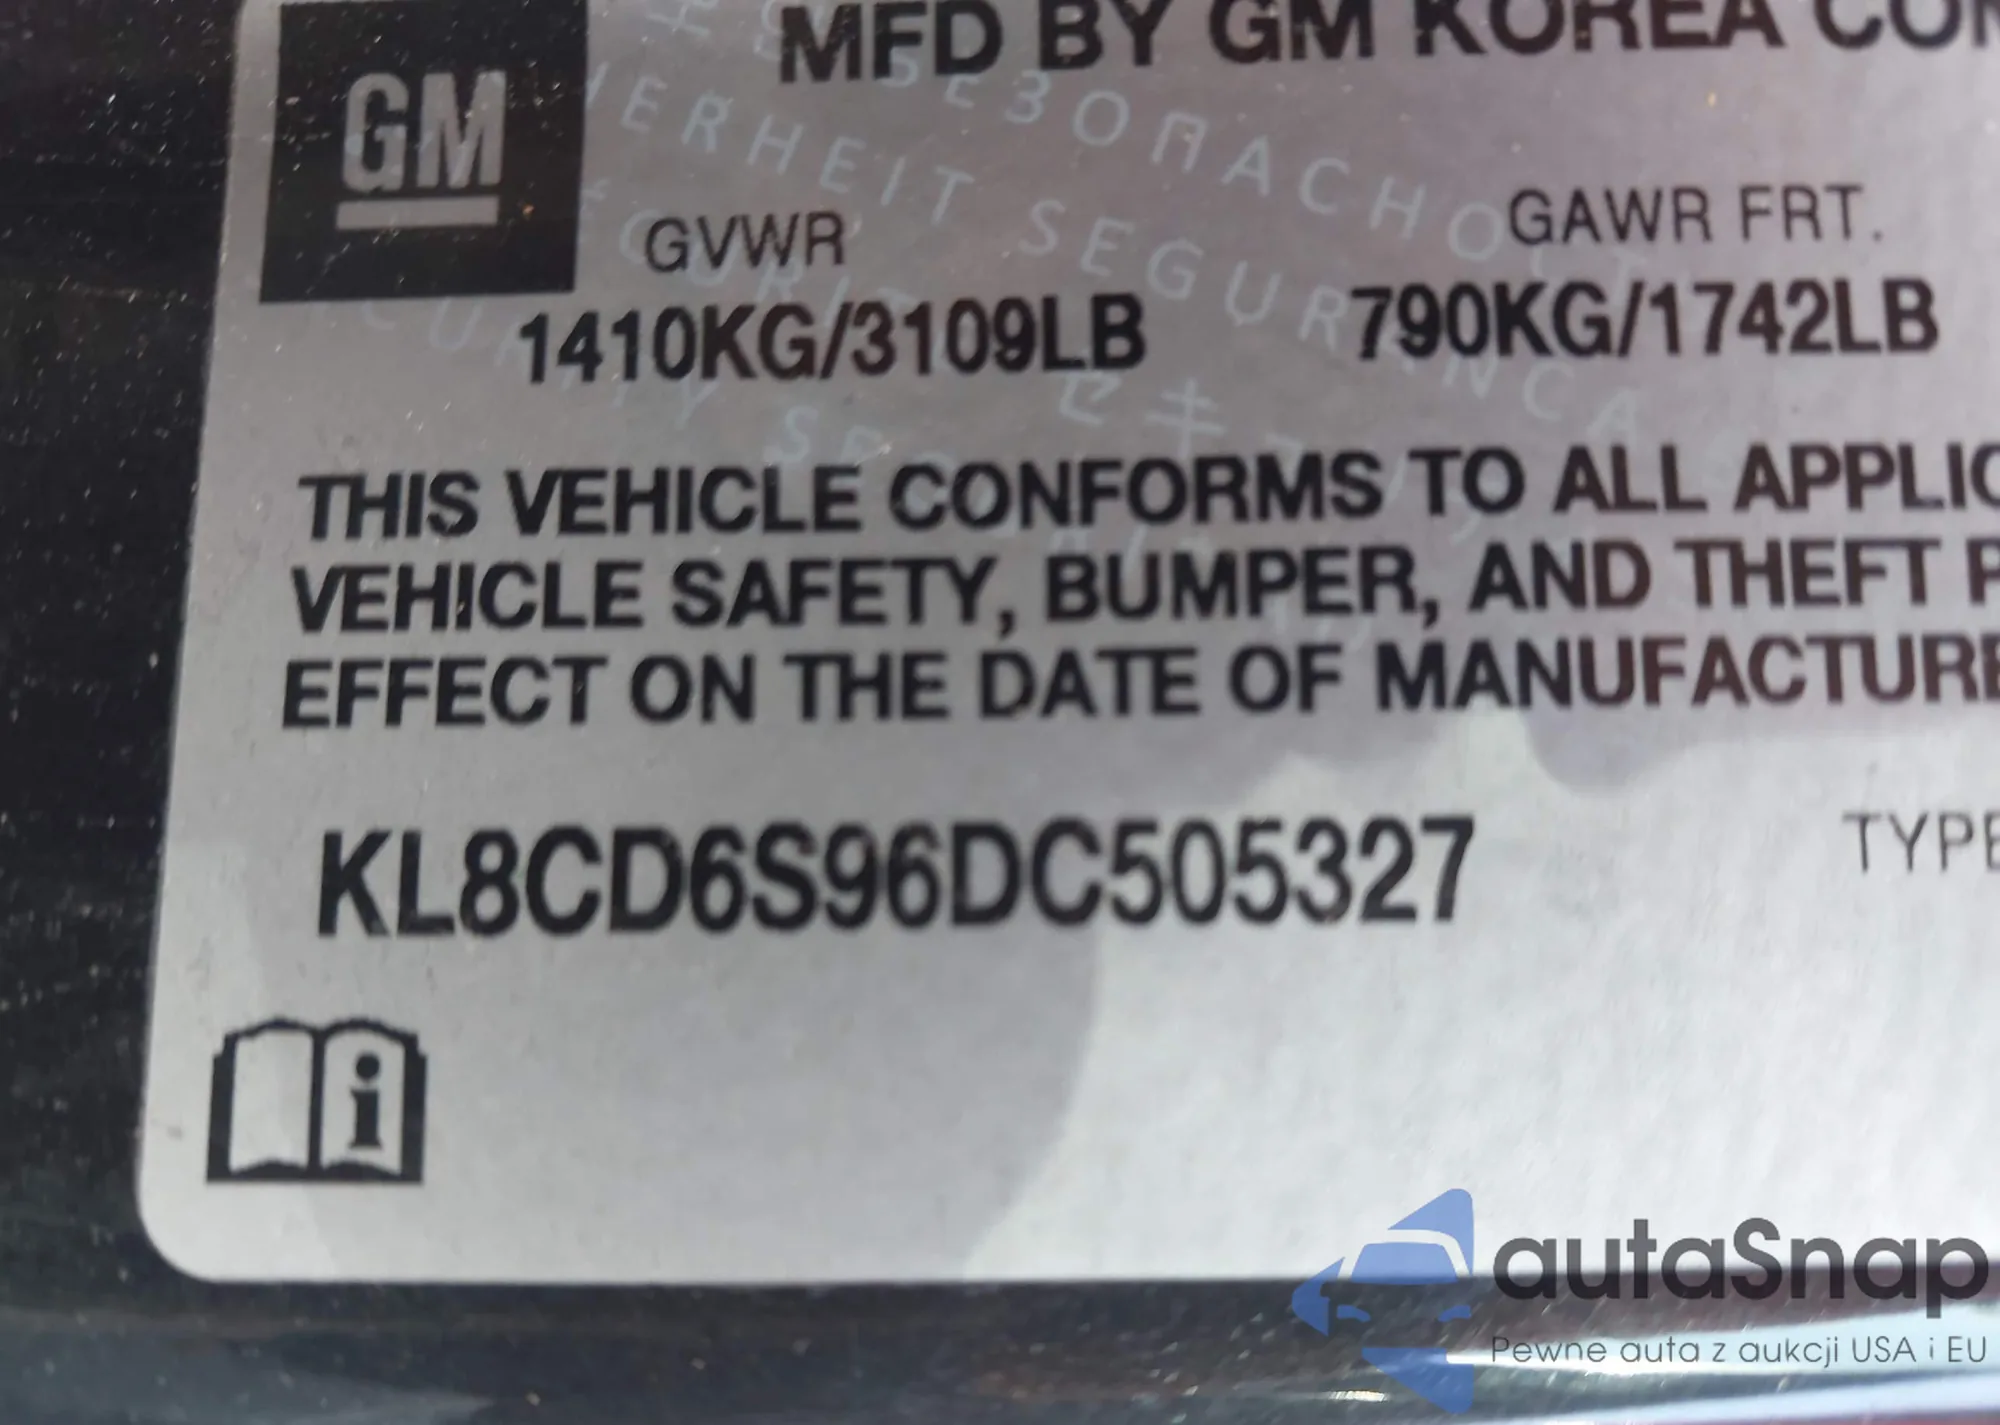 GM
MFD BY GM KOREA COM
GVWR GAWR FRT.
1410KG/3109LB 790KG/1742LB
THIS VEHICLE CONFORMS TO ALL APPLIC
VEHICLE SAFETY, BUMPER, AND THEFT P
EFFECT ON THE DATE OF MANUFACTURE
KL8CD6S96DC505327 TYPE
i
autaSnap
Pewne auta z aukcji USA i EU